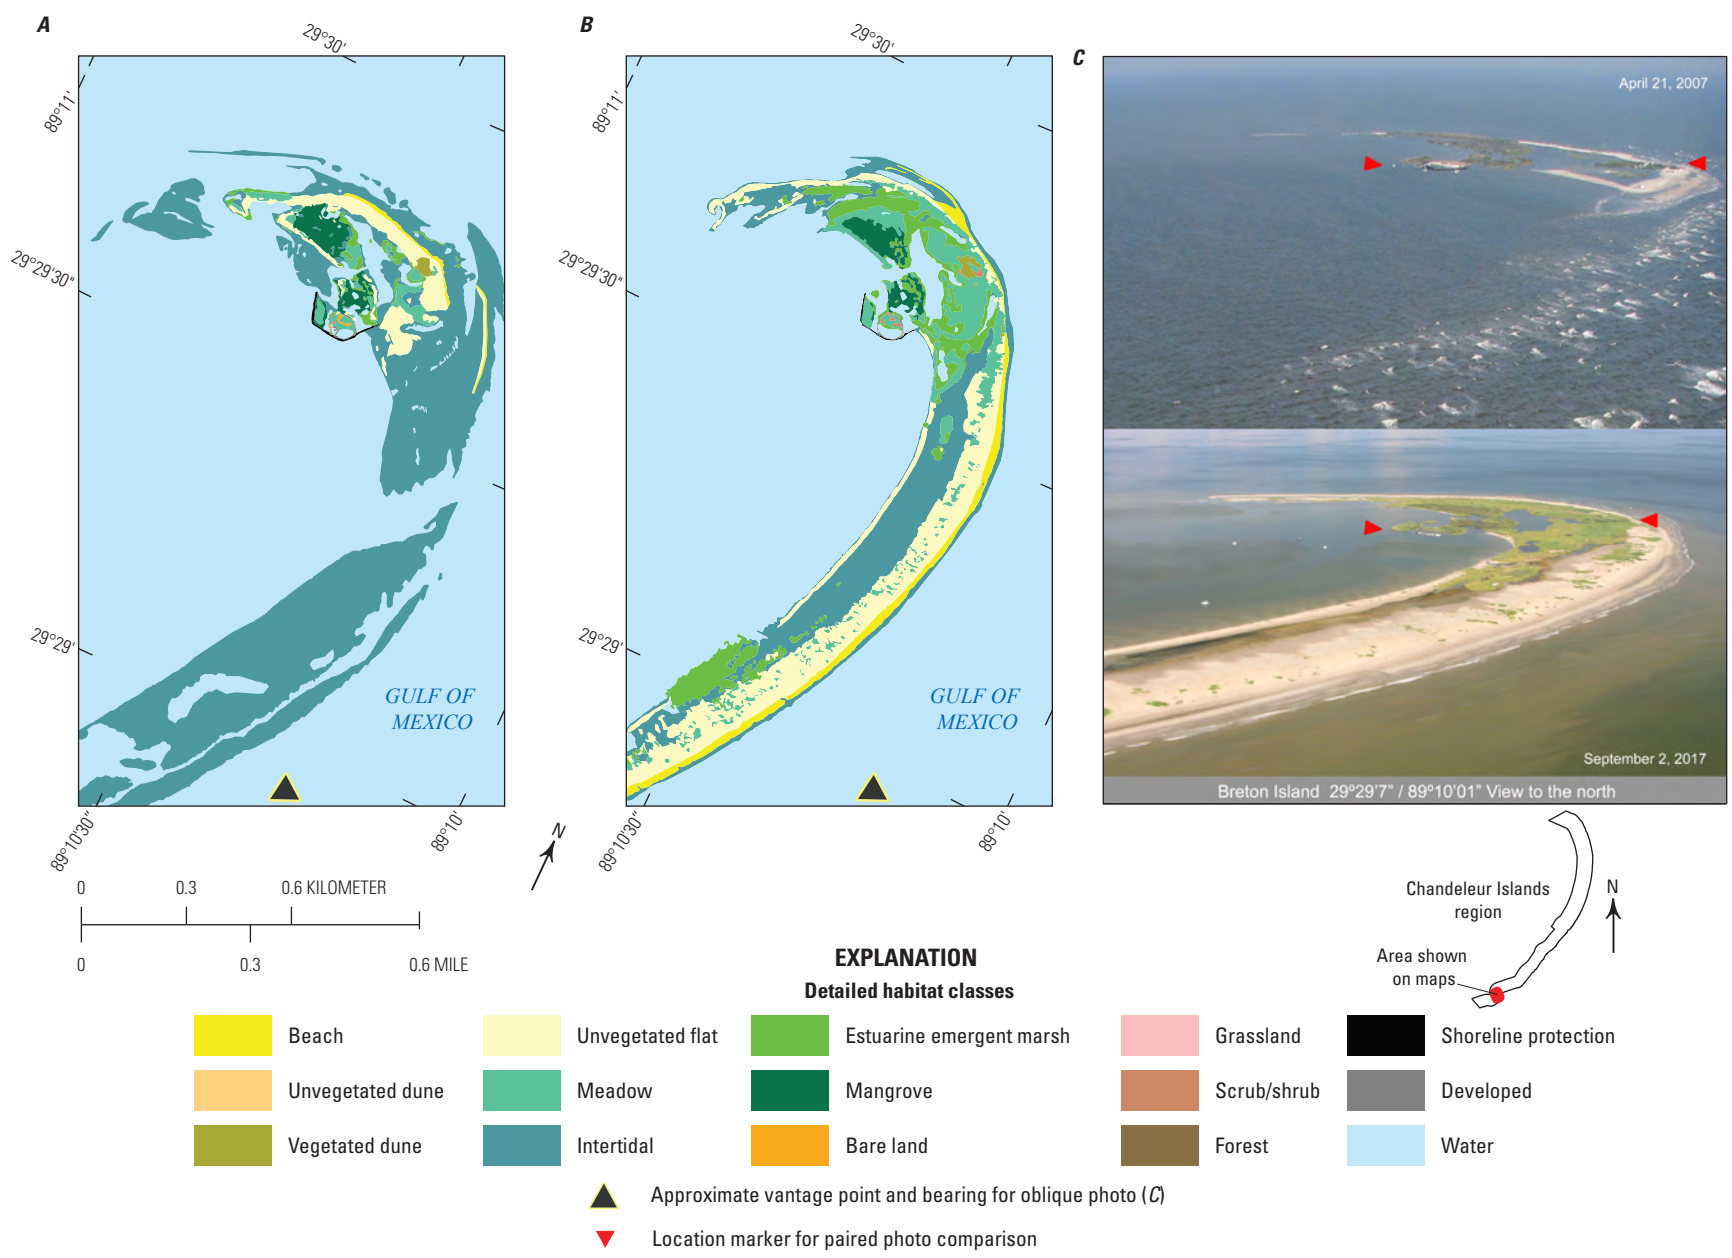 A
29°30'
89°11'
29°29'30"
29°29'
GULF OF
MEXICO
89°10'30"
89°10'
B
29°30'
89°11'
29°29'30"
29°29'
GULF OF
MEXICO
89°10'30"
89°10'
C
April 21, 2007
September 2, 2017
Breton Island 29º29'7" / 89º10'01" View to the north
N
0 0.3 0.6 KILOMETER
0 0.3 0.6 MILE
Chandeleur Islands
region
N
Area shown
on maps
EXPLANATION
Detailed habitat classes
Beach
Unvegetated dune
Vegetated dune
Unvegetated flat
Meadow
Intertidal
Estuarine emergent marsh
Mangrove
Bare land
Grassland
Scrub/shrub
Forest
Shoreline protection
Developed
Water
Approximate vantage point and bearing for oblique photo (C)
Location marker for paired photo comparison